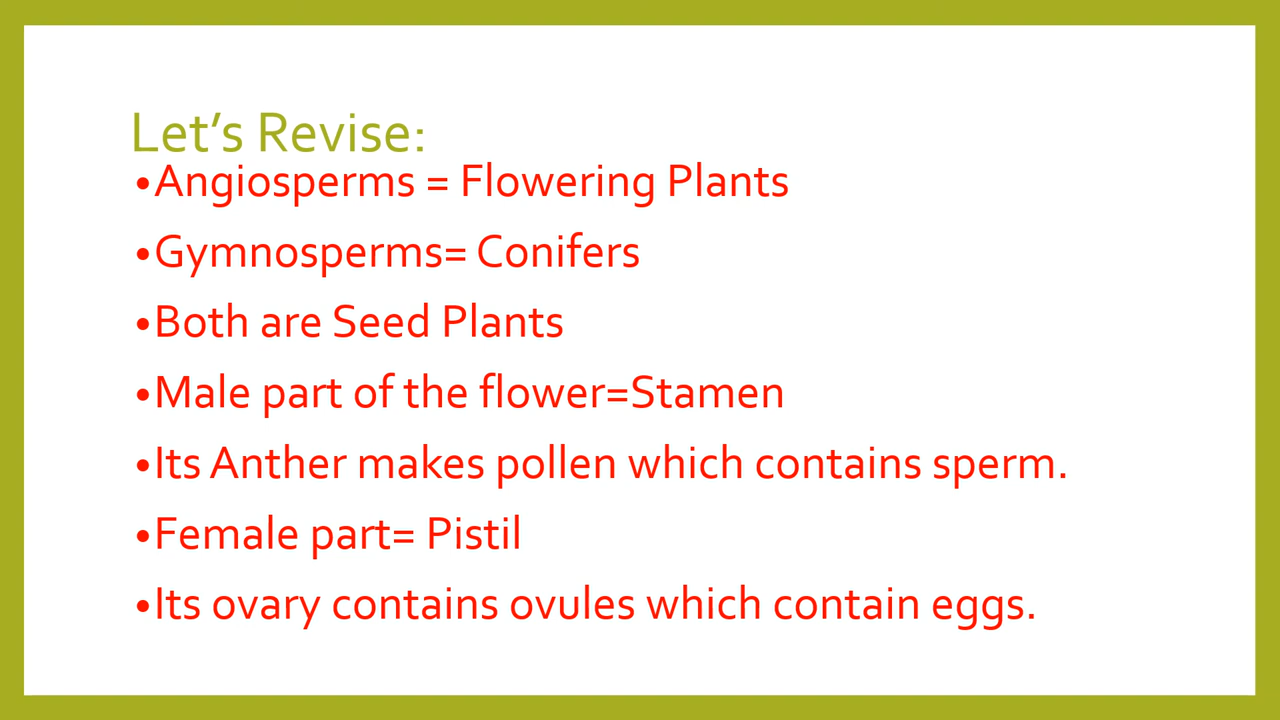 Let’s Revise:
•Angiosperms = Flowering Plants
•Gymnosperms= Conifers
•Both are Seed Plants
•Male part of the flower=Stamen
•Its Anther makes pollen which contains sperm.
•Female part= Pistil
•Its ovary contains ovules which contain eggs.